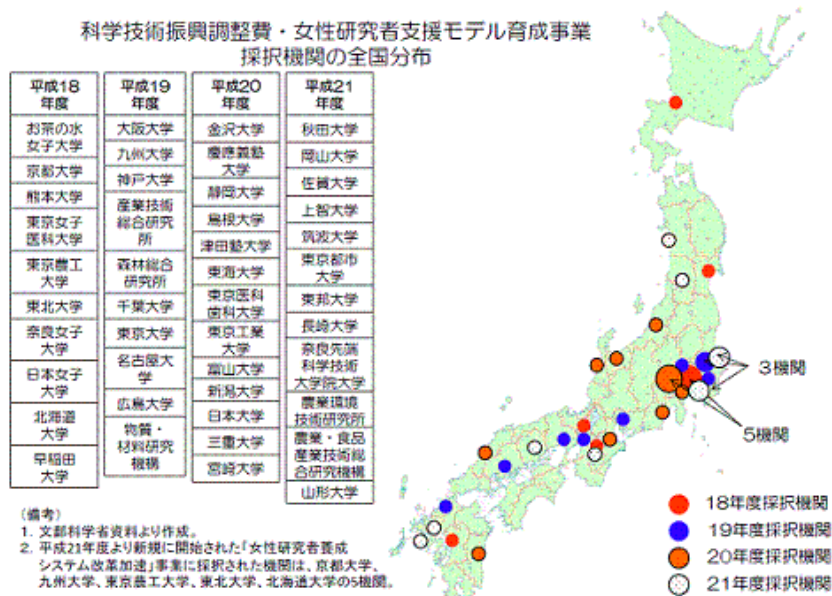 科学技術振興調整費・女性研究者支援モデル育成事業
採択機関の全国分布
平成18
年度
お茶の水
女子大学
京都大学
熊本大学
東京女子
医科大学
東京農工
大学
東北大学
奈良女子
大学
日本女子
大学
北海道
大学
早稲田
大学
平成19
年度
大阪大学
九州大学
神戸大学
産業技術
総合研究
所
森林総合
研究所
千葉大学
東京大学
名古屋大
学
広島大学
物質・
材料研究
機構
平成20
年度
金沢大学
慶應義塾
大学
静岡大学
島根大学
津田塾大学
東海大学
東京医科
歯科大学
東京工業
大学
富山大学
新潟大学
日本大学
三重大学
宮崎大学
平成21
年度
秋田大学
岡山大学
佐賀大学
上智大学
筑波大学
東京都市
大学
東邦大学
長崎大学
奈良先端
科学技術
大学院大学
農業環境
技術研究所
農業・食品
産業技術総
合研究機構
山形大学
3機関
5機関
18年度採択機関
19年度採択機関
20年度採択機関
21年度採択機関
(備考)
1. 文部科学省資料より作成。
2. 平成21年度より新規に開始された「女性研究者養成
システム改革加速」事業に採択された機関は、京都大学、
九州大学、東京農工大学、東北大学、北海道大学の5機関。